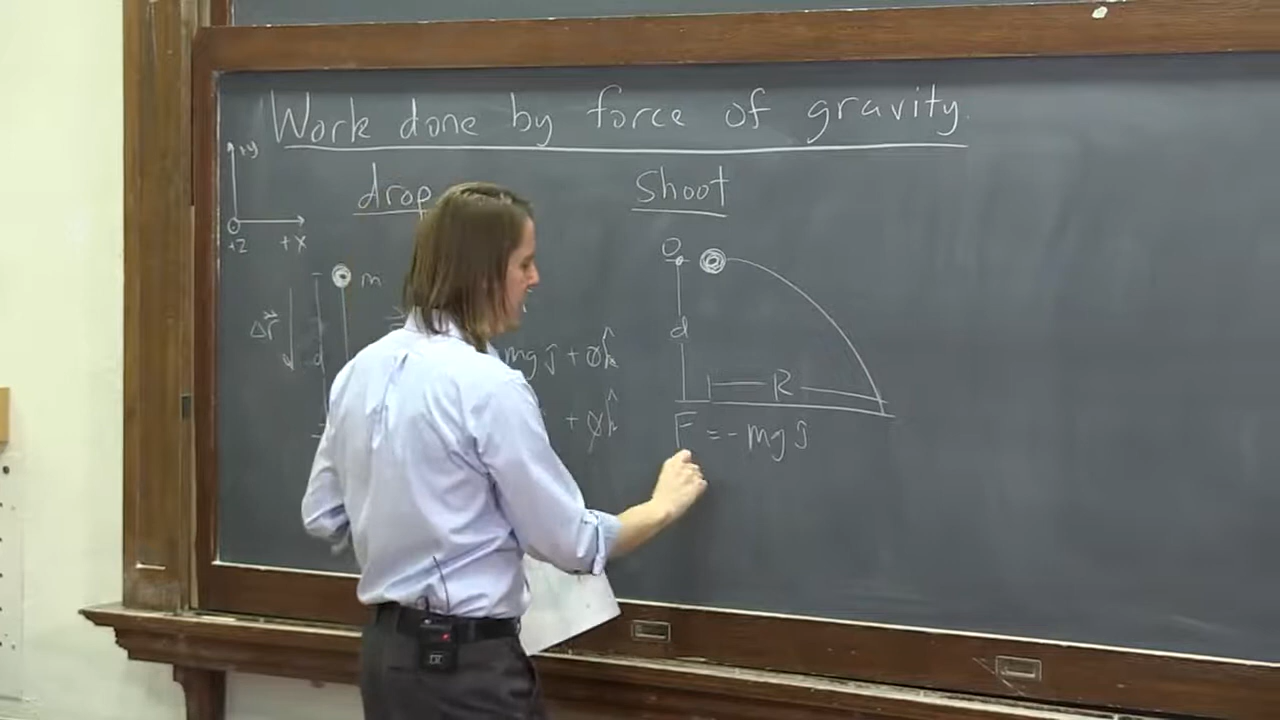 Work done by force of gravity.
+y
+z +x
drop
m
Δr⃗
d
mg ĵ + 0k̂
+ 0k̂
Shoot
0
d
R
F = - mg ĵ